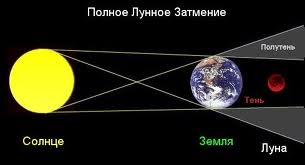 Полное Лунное Затмение
Полутень
Тень
Солнце
Земля
Луна